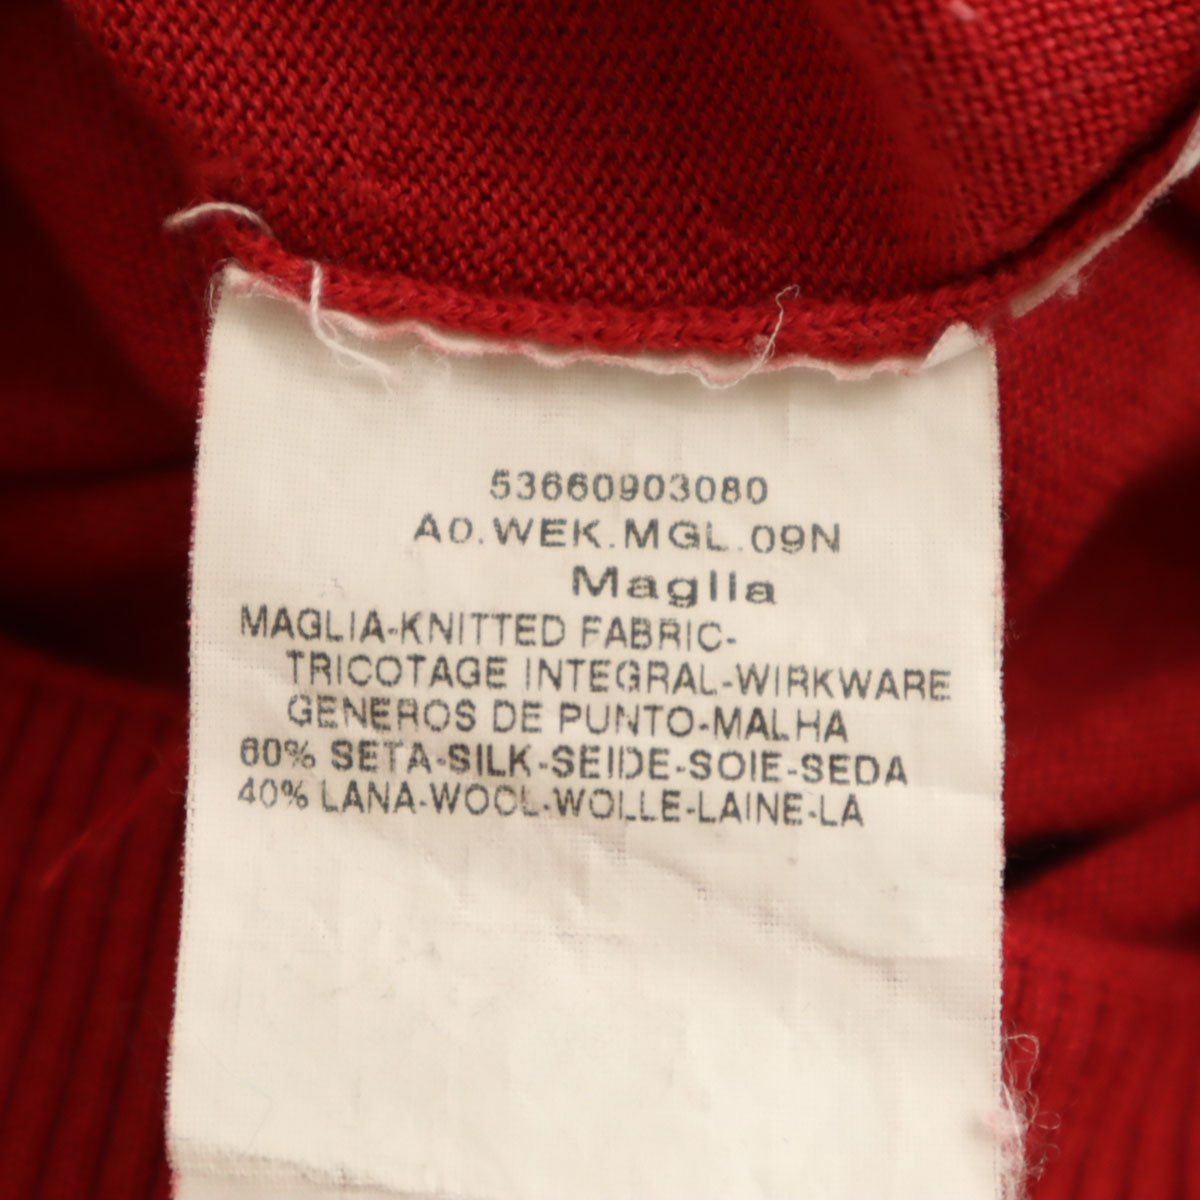 53660903080
A0.WEK.MGL.09N
Maglia
MAGLIA-KNITTED FABRIC-
TRICOTAGE INTEGRAL-WIRKWARE
GENEROS DE PUNTO-MALHA
60% SETA-SILK-SEIDE-SOIE-SEDA
40% LANA-WOOL-WOLLE-LAINE-LA